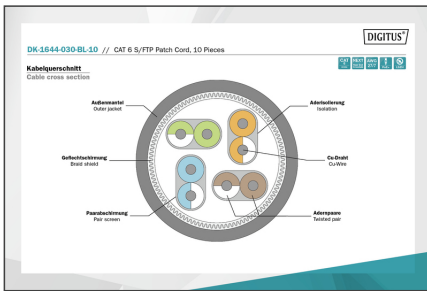 DIGITUS®
DK-1644-030-BL-10 // CAT 6 S/FTP Patch Cord, 10 Pieces
Kabelquerschnitt
Cable cross section
Außenmantel
Outer jacket
Aderisolierung
Isolation
Geflechtschirmung
Braid shield
Cu-Draht
Cu-Wire
Paarabschirmung
Pair screen
Adernpaare
Twisted pair